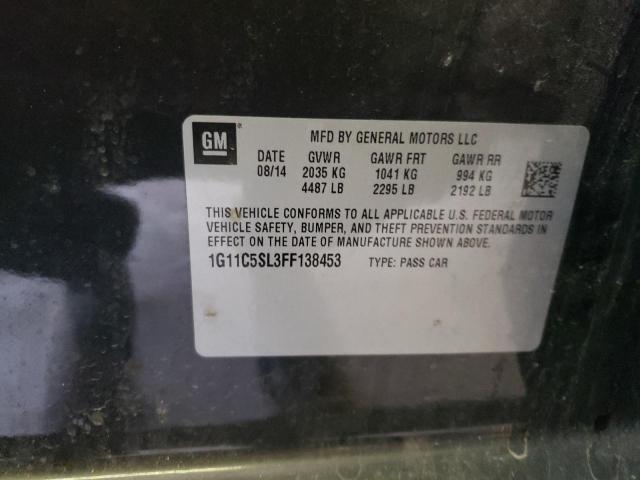 GM
MFD BY GENERAL MOTORS LLC
DATE GVWR GAWR FRT GAWR RR
08/14 2035 KG 1041 KG 994 KG
4487 LB 2295 LB 2192 LB
THIS VEHICLE CONFORMS TO ALL APPLICABLE U.S. FEDERAL MOTOR
VEHICLE SAFETY, BUMPER, AND THEFT PREVENTION STANDARDS IN
EFFECT ON THE DATE OF MANUFACTURE SHOWN ABOVE.
1G11C5SL3FF138453 TYPE: PASS CAR